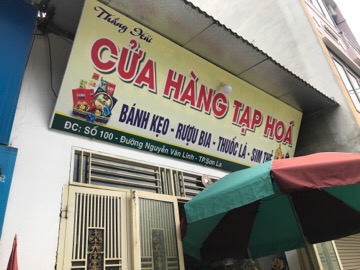 Thắng Hải
CỬA HÀNG TẠP HOÁ
BÁNH KẸO - RƯỢU BIA - THUỐC LÁ - SIM
ĐC: SỐ 100 - Đường Nguyễn Văn Linh - TP.Sơn La